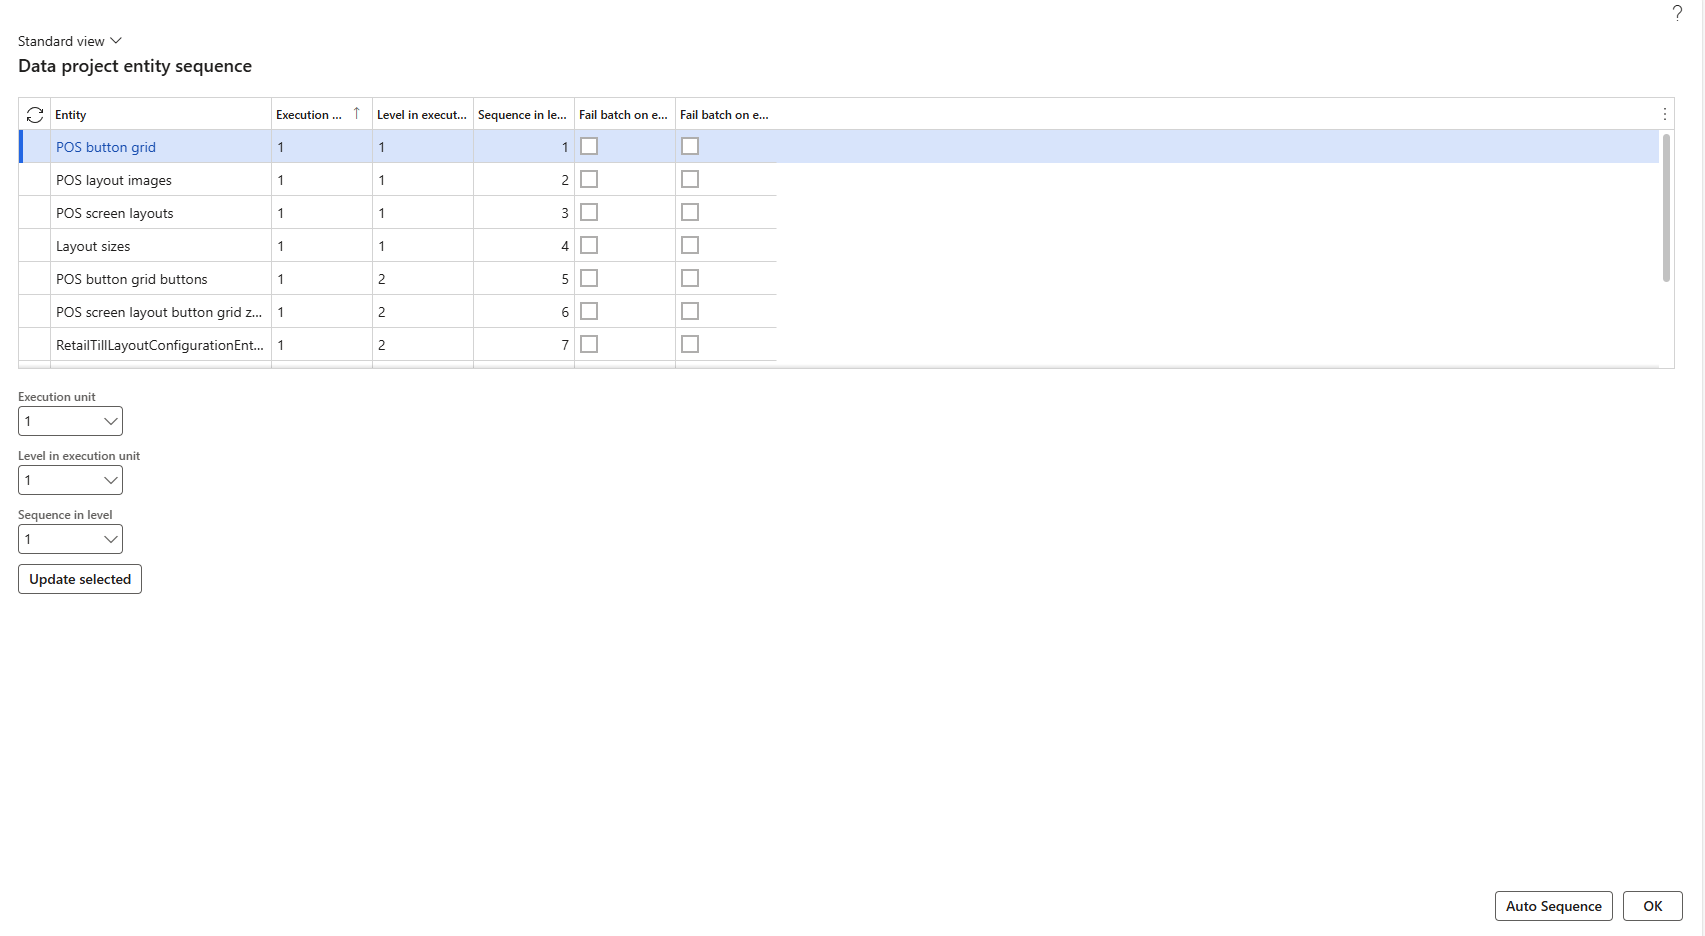 ?
Standard view
Data project entity sequence
Entity Execution ... ↑ Level in execut... Sequence in le... Fail batch on e... Fail batch on e...
POS button grid 1 1 1
POS layout images 1 1 2
POS screen layouts 1 1 3
Layout sizes 1 1 4
POS button grid buttons 1 2 5
POS screen layout button grid z... 1 2 6
RetailTillLayoutConfigurationEnt... 1 2 7
Execution unit
1
Level in execution unit
1
Sequence in level
1
Update selected
Auto Sequence OK